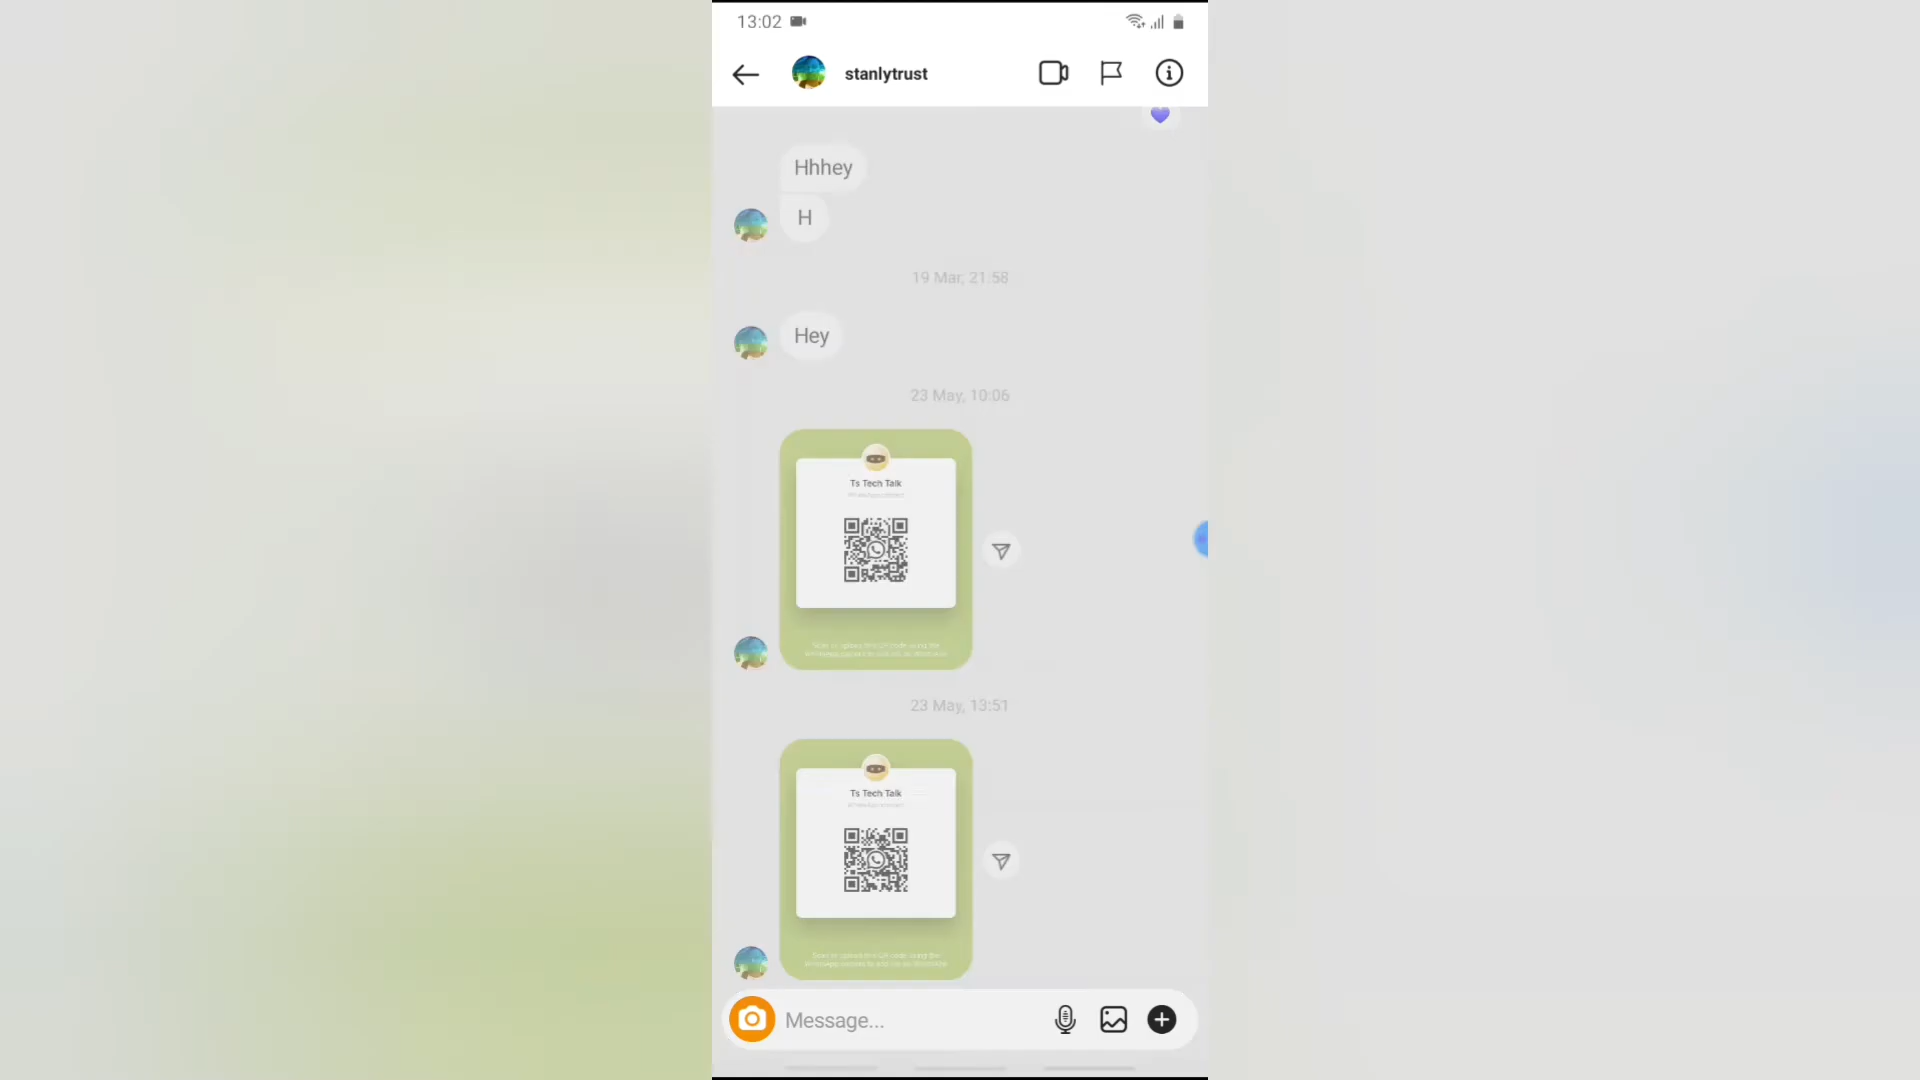 13:02
stanlytrust
Hhhey
H
19 Mar, 21:58
Hey
23 May, 10:06
Ts Tech Talk
23 May, 13:51
Ts Tech Talk
Message...